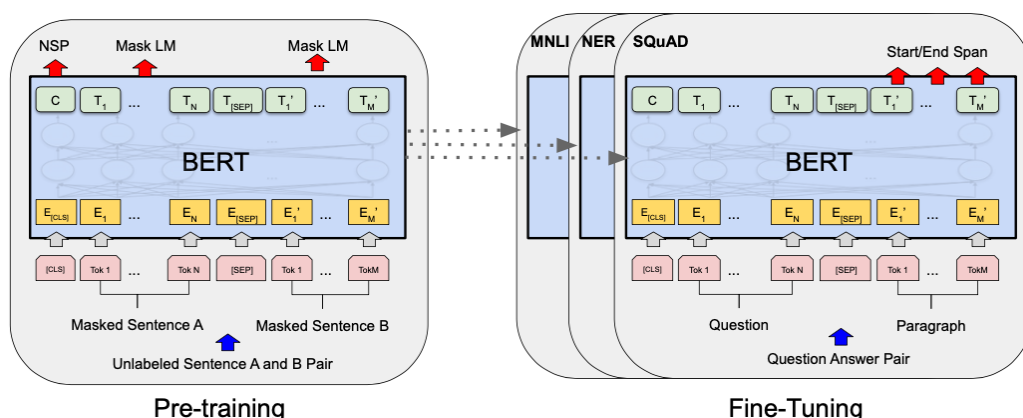 NSP Mask LM Mask LM
C T1 ... TN T[SEP] T1' ... TM'
BERT
E[CLS] E1 ... EN E[SEP] E1' ... EM'
[CLS] Tok 1 ... Tok N [SEP] Tok 1 ... TokM
Masked Sentence A Masked Sentence B
Unlabeled Sentence A and B Pair
Pre-training
MNLI NER SQuAD
Start/End Span
C T1 ... TN T[SEP] T1' ... TM'
BERT
E[CLS] E1 ... EN E[SEP] E1' ... EM'
[CLS] Tok 1 ... Tok N [SEP] Tok 1 ... TokM
Question Paragraph
Question Answer Pair
Fine-Tuning